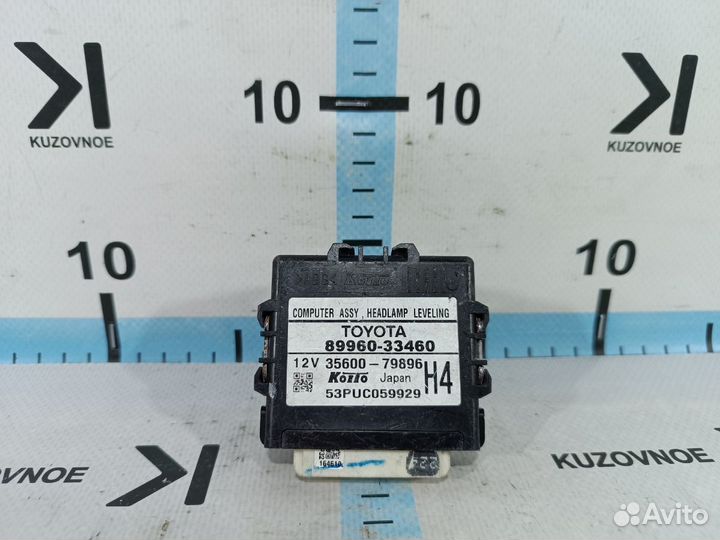 KUZOVNOE
10
10
KUZOVNOE
10
10
Koito
COMPUTER ASSY, HEADLAMP LEVELING
TOYOTA
89960-33460
12V 35600-79896
KOITO Japan H4
53PUC059929
KUZOVNOE
KUZOVNOE
Avito